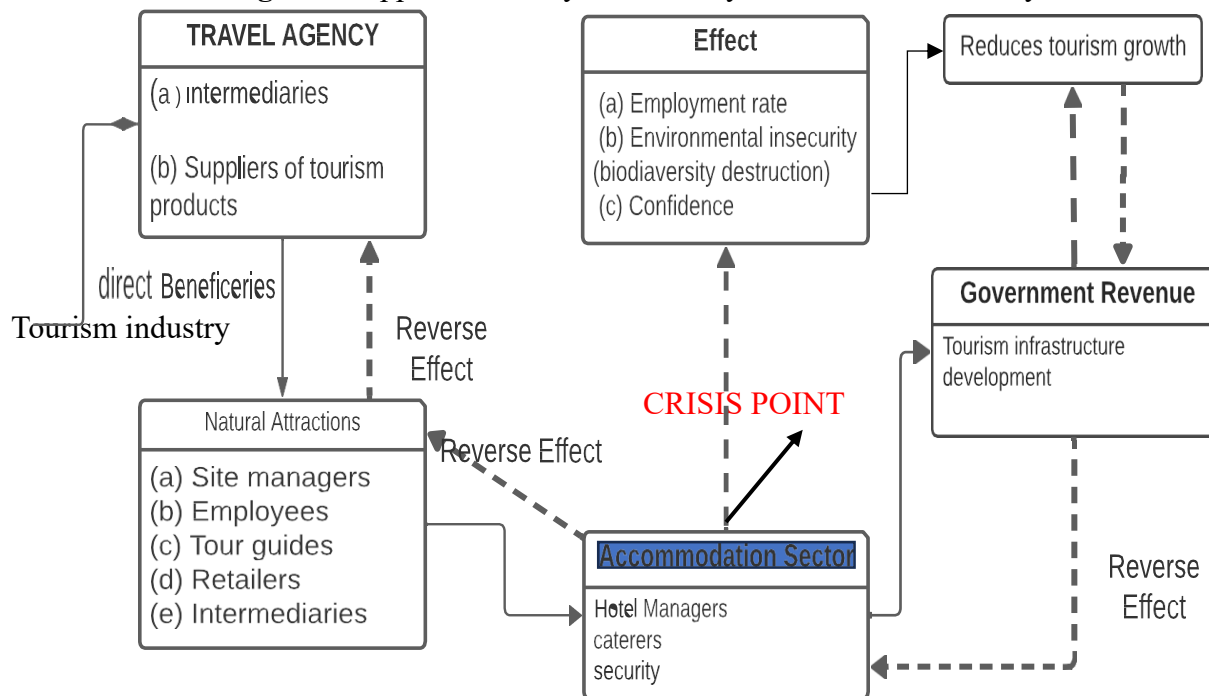 TRAVEL AGENCY
(a) Intermediaries
(b) Suppliers of tourism
products
Effect
(a) Employment rate
(b) Environmental insecurity
(biodiaversity destruction)
(c) Confidence
Reduces tourism growth
direct Beneficeries
Tourism industry
Reverse
Effect
Government Revenue
Tourism infrastructure
development
CRISIS POINT
Natural Attractions
(a) Site managers
(b) Employees
(c) Tour guides
(d) Retailers
(e) Intermediaries
Reverse Effect
Accommodation Sector
Hotel Managers
caterers
security
Reverse
Effect